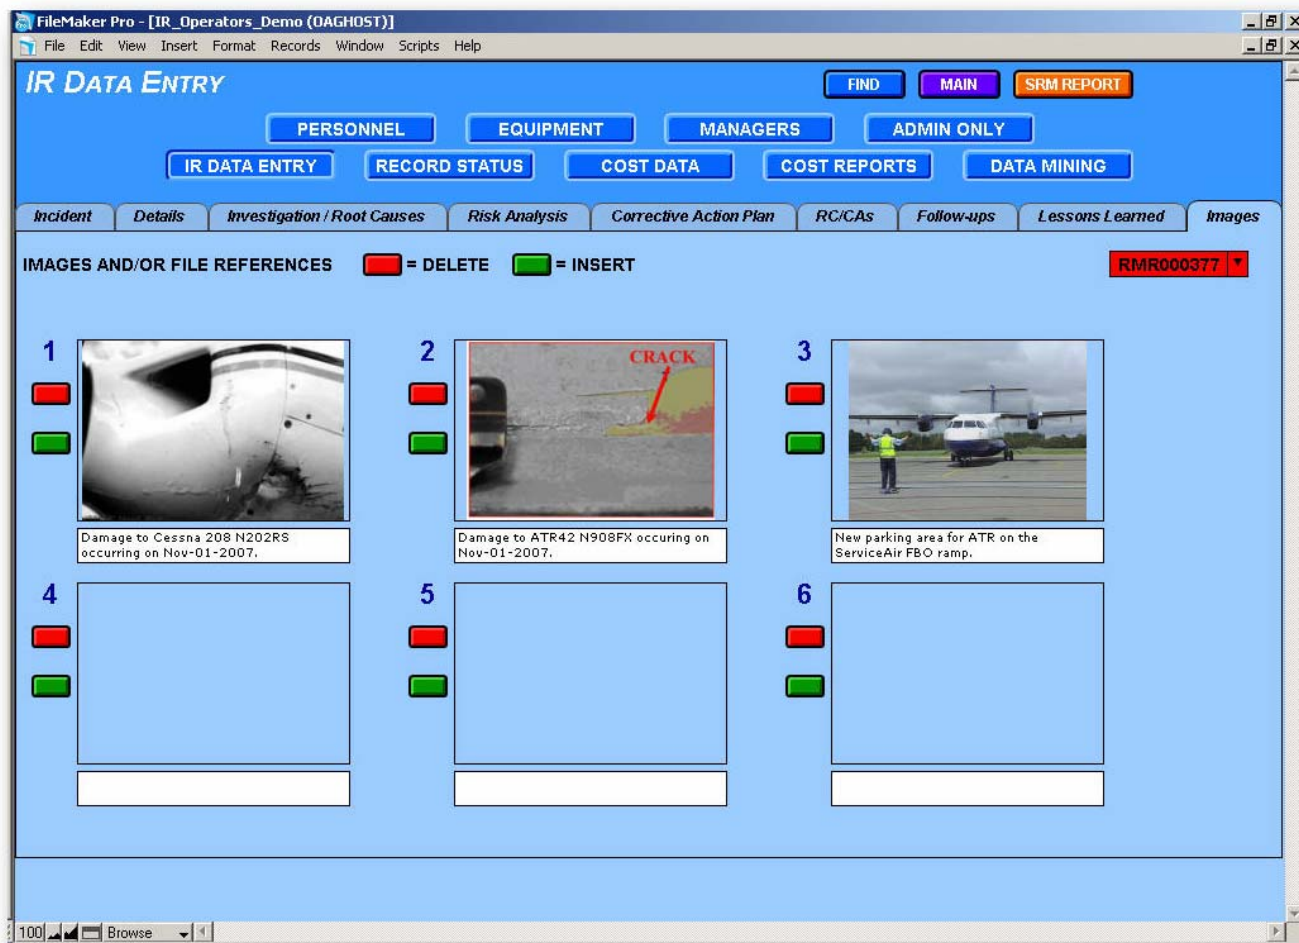 FileMaker Pro - [IR_Operators_Demo (OAGHOST)]
File Edit View Insert Format Records Window Scripts Help
IR DATA ENTRY
FIND MAIN SRM REPORT
PERSONNEL EQUIPMENT MANAGERS ADMIN ONLY
IR DATA ENTRY RECORD STATUS COST DATA COST REPORTS DATA MINING
Incident Details Investigation / Root Causes Risk Analysis Corrective Action Plan RC/CAs Follow-ups Lessons Learned Images
IMAGES AND/OR FILE REFERENCES = DELETE = INSERT RMR000377
1 2 3
CRACK
Damage to Cessna 208 N202RS
occurring on Nov-01-2007.
Damage to ATR42 N908FX occuring on
Nov-01-2007.
New parking area for ATR on the
ServiceAir FBO ramp.
4 5 6
100 Browse